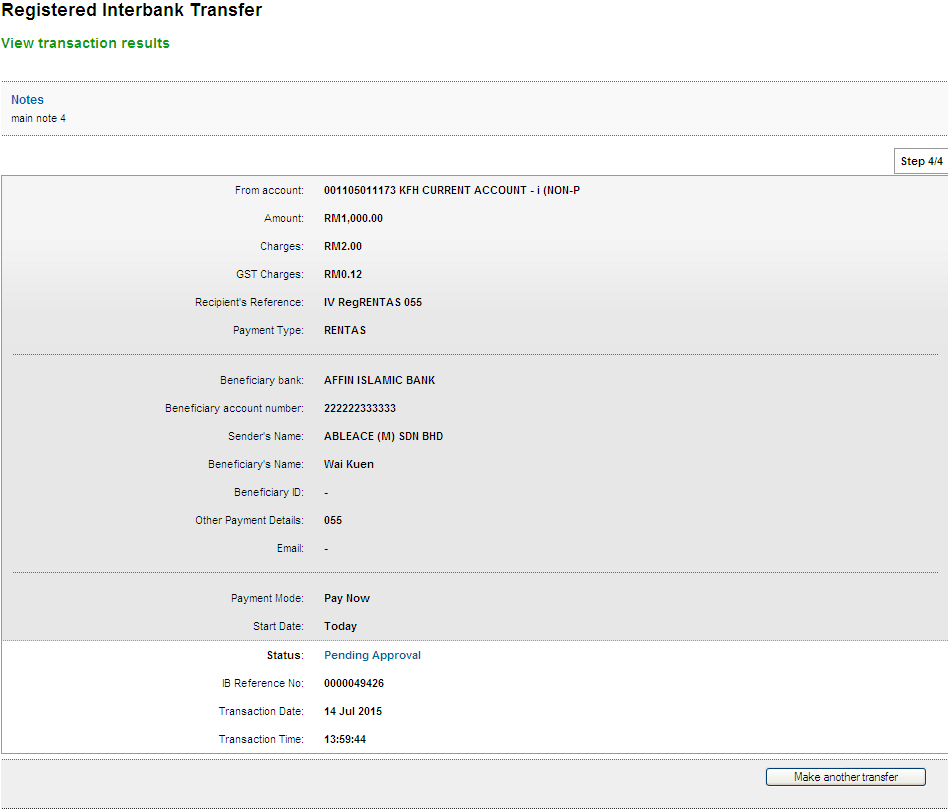 Registered Interbank Transfer
View transaction results
Notes
main note 4
Step 4/4
From account: 001105011173 KFH CURRENT ACCOUNT - i (NON-P
Amount: RM1,000.00
Charges: RM2.00
GST Charges: RM0.12
Recipient's Reference: IV RegRENTAS 055
Payment Type: RENTAS
Beneficiary bank: AFFIN ISLAMIC BANK
Beneficiary account number: 222222333333
Sender's Name: ABLEACE (M) SDN BHD
Beneficiary's Name: Wai Kuen
Beneficiary ID: -
Other Payment Details: 055
Email: -
Payment Mode: Pay Now
Start Date: Today
Status: Pending Approval
IB Reference No: 0000049426
Transaction Date: 14 Jul 2015
Transaction Time: 13:59:44
Make another transfer